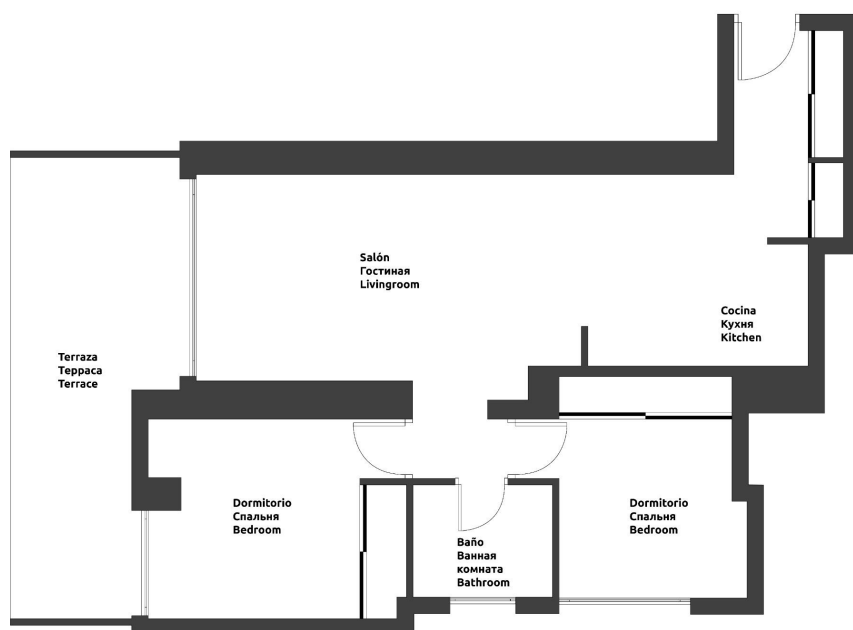 Salón
Гостиная
Livingroom
Cocina
Кухня
Kitchen
Terraza
Терраса
Terrace
Dormitorio
Спальня
Bedroom
Baño
Ванная
комната
Bathroom
Dormitorio
Спальня
Bedroom